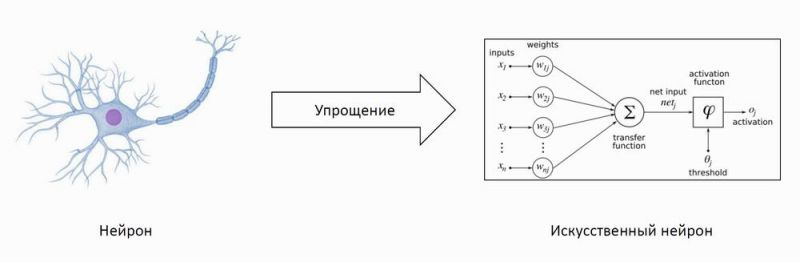 Нейрон
Упрощение
weights
inputs
x1 w1j
x2 w2j
x3 w3j
⋮ ⋮
xn wnj
Σ
transfer
function
net input
netj
activation
functon
φ
oj
activation
θj
threshold
Искусственный нейрон